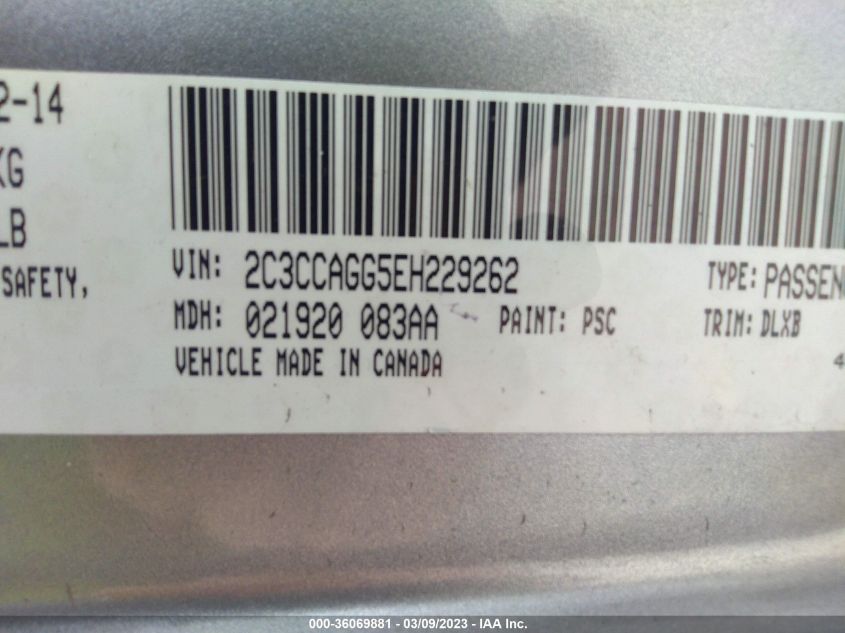 2-14
KG
LB
SAFETY,
VIN: 2C3CCAGG5EH229262
TYPE: PASSEN
MDH: 021920 083AA
PAINT: PSC
TRIM: DLXB
VEHICLE MADE IN CANADA
4
000-36069881 - 03/09/2023 - IAA Inc.